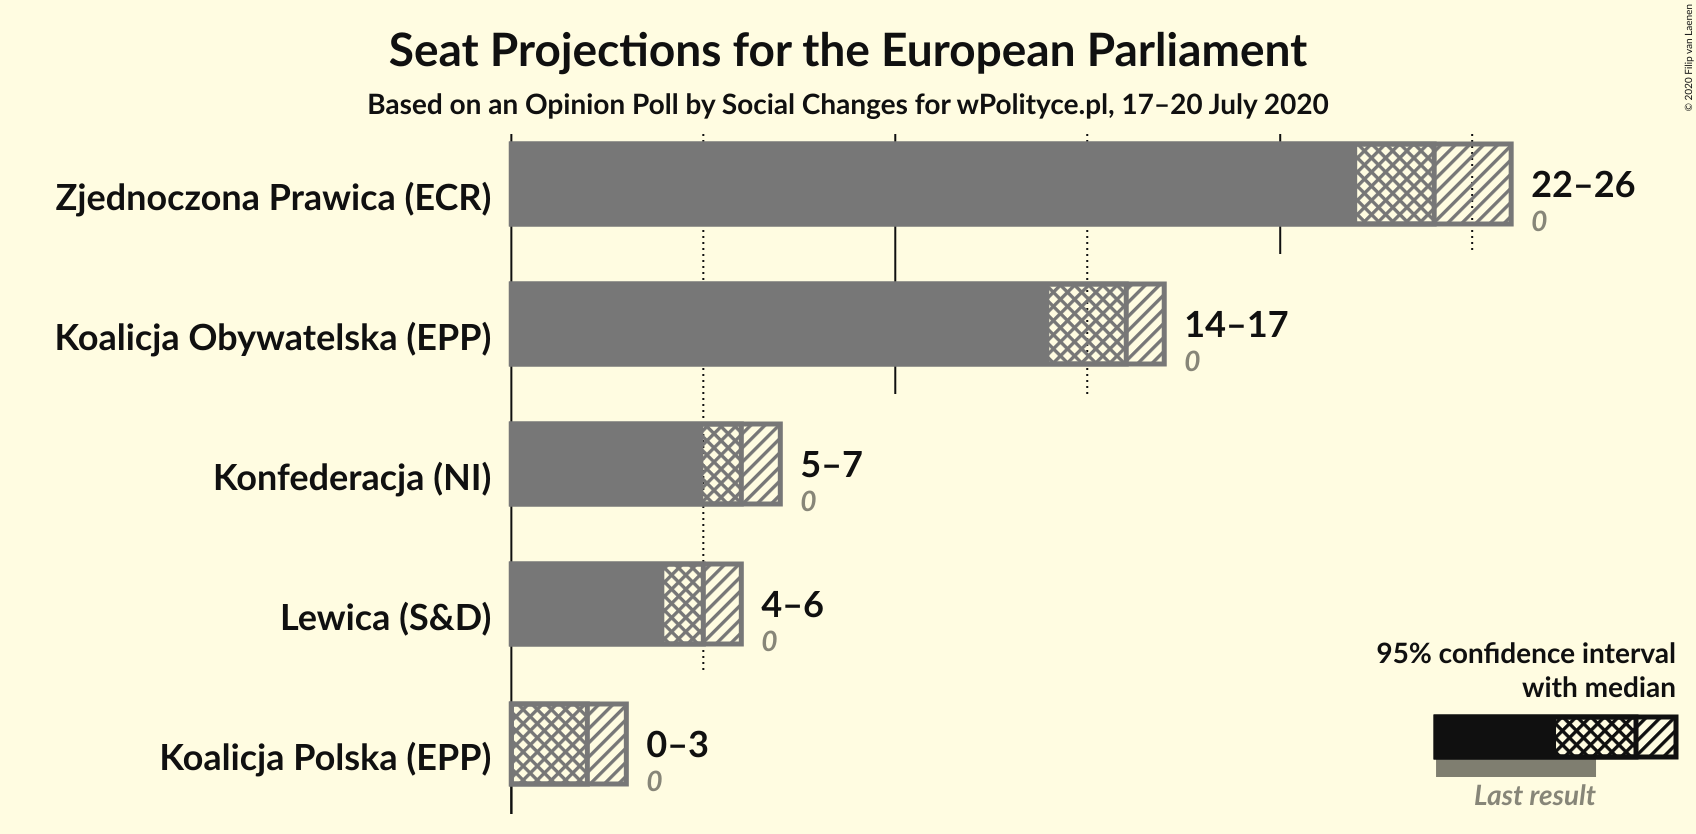 Seat Projections for the European Parliament
Based on an Opinion Poll by Social Changes for wPolityce.pl, 17–20 July 2020
© 2020 Filip van Laenen
Zjednoczona Prawica (ECR)
22–26
0
Koalicja Obywatelska (EPP)
14–17
0
Konfederacja (NI)
5–7
0
Lewica (S&D)
4–6
0
Koalicja Polska (EPP)
0–3
0
95% confidence interval
with median
Last result